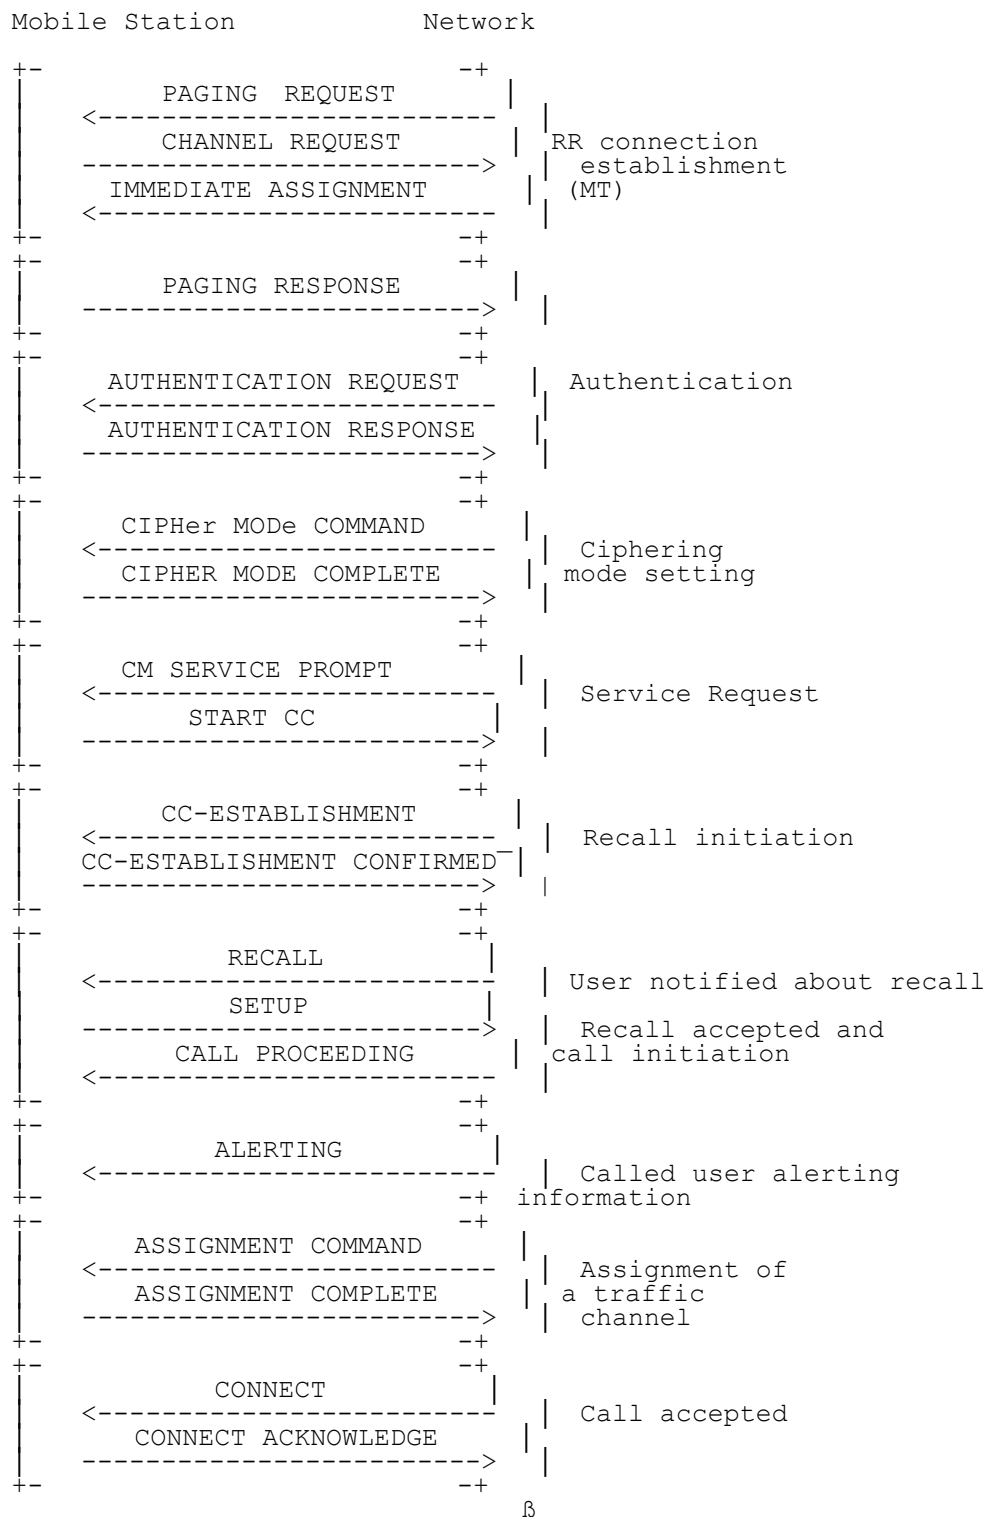 Mobile Station Network
PAGING REQUEST
CHANNEL REQUEST RR connection
establishment
IMMEDIATE ASSIGNMENT (MT)
PAGING RESPONSE
AUTHENTICATION REQUEST Authentication
AUTHENTICATION RESPONSE
CIPHer MODe COMMAND
Ciphering
CIPHER MODE COMPLETE mode setting
CM SERVICE PROMPT
Service Request
START CC
CC-ESTABLISHMENT
Recall initiation
CC-ESTABLISHMENT CONFIRMED
RECALL
User notified about recall
SETUP
Recall accepted and
CALL PROCEEDING call initiation
ALERTING
Called user alerting
information
ASSIGNMENT COMMAND
Assignment of
ASSIGNMENT COMPLETE a traffic
channel
CONNECT
Call accepted
CONNECT ACKNOWLEDGE
ß